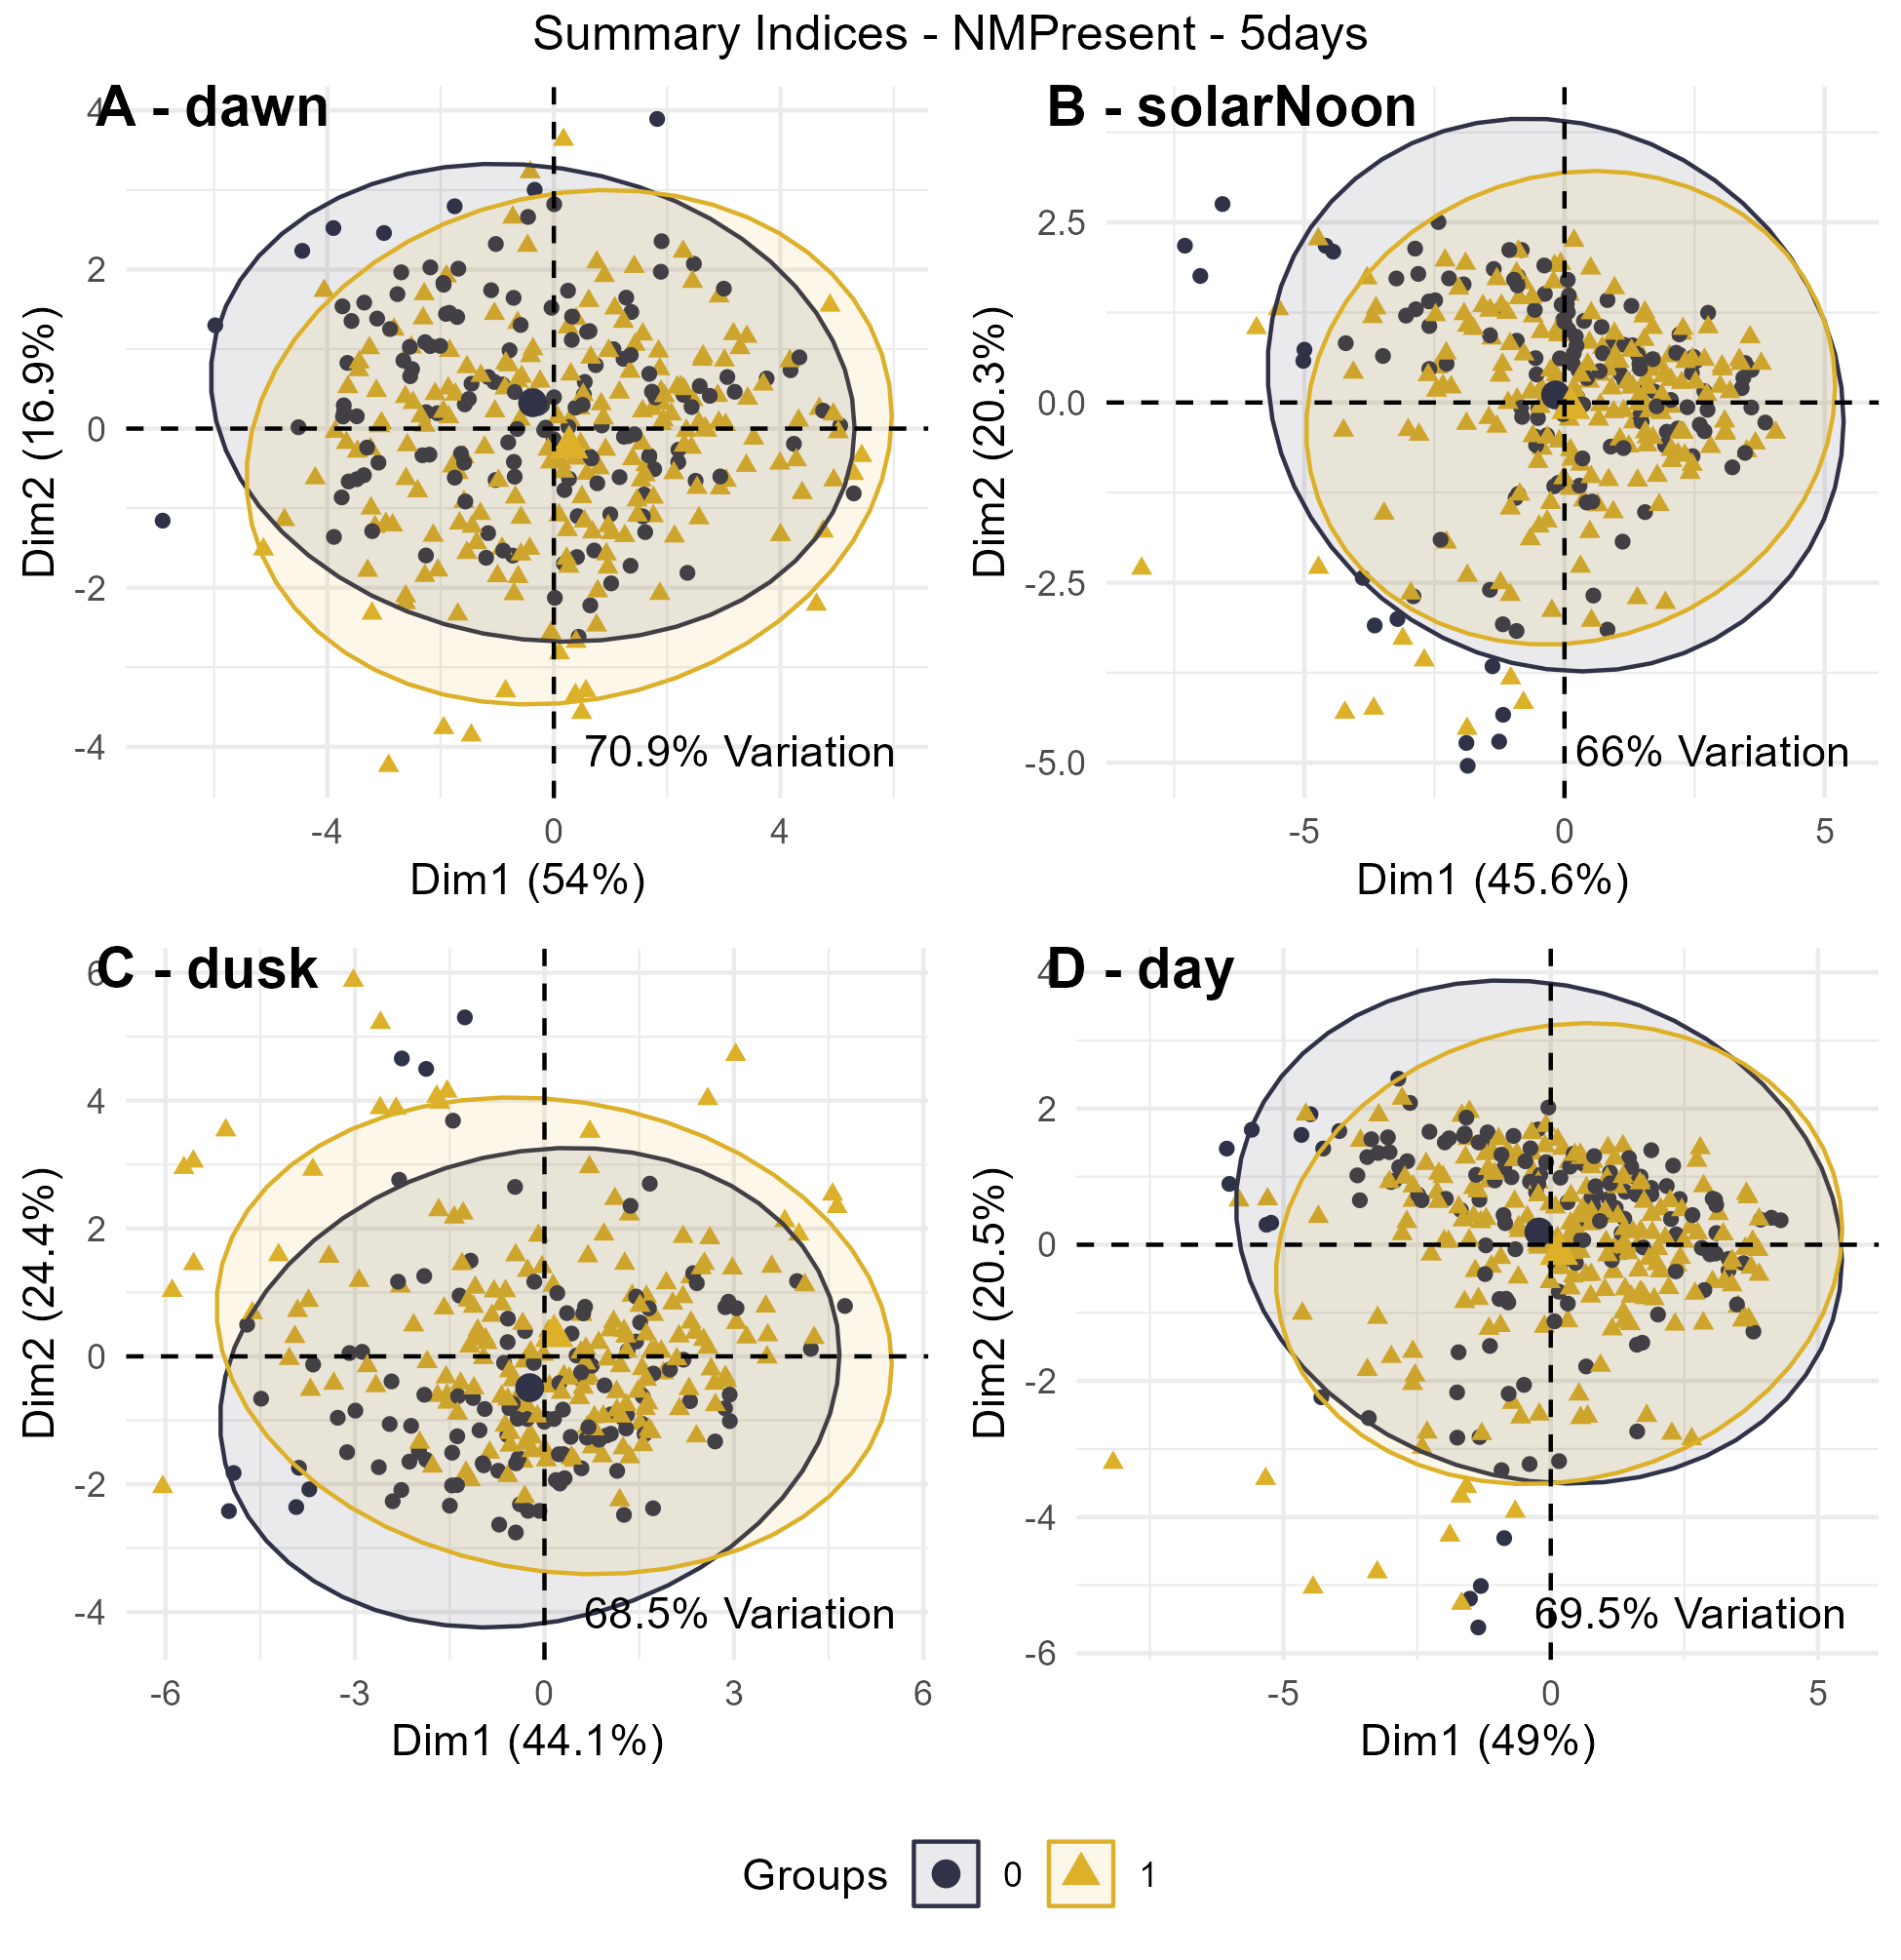 Summary Indices - NMPresent - 5days
A - dawn
4
2
0
-2
-4
Dim2 (16.9%)
70.9% Variation
-4 0 4
Dim1 (54%)
B - solarNoon
2.5
0.0
-2.5
-5.0
Dim2 (20.3%)
66% Variation
-5 0 5
Dim1 (45.6%)
C - dusk
6
4
2
0
-2
-4
Dim2 (24.4%)
68.5% Variation
-6 -3 0 3 6
Dim1 (44.1%)
D - day
4
2
0
-2
-4
-6
Dim2 (20.5%)
69.5% Variation
-5 0 5
Dim1 (49%)
Groups 0 1